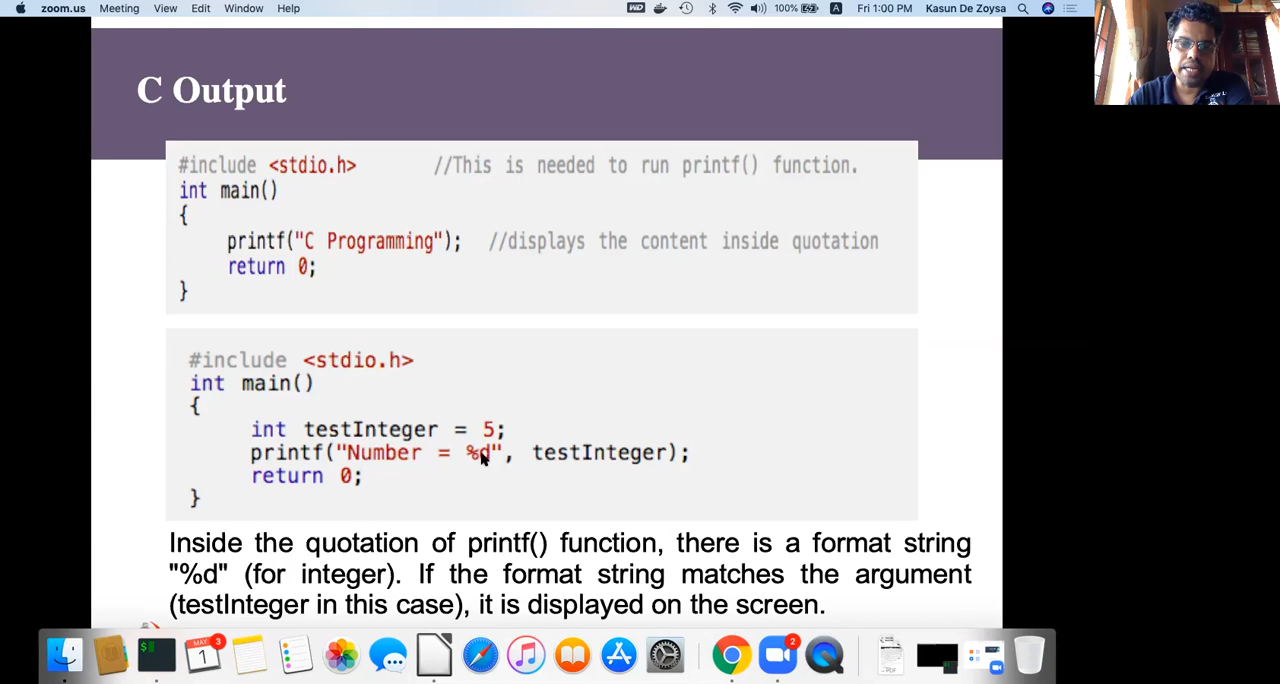 zoom.us Meeting View Edit Window Help 100% A Fri 1:00 PM Kasun De Zoysa
C Output
#include <stdio.h> //This is needed to run printf() function.
int main()
{
printf("C Programming"); //displays the content inside quotation
return 0;
}
#include <stdio.h>
int main()
{
int testInteger = 5;
printf("Number = %d", testInteger);
return 0;
}
Inside the quotation of printf() function, there is a format string
"%d" (for integer). If the format string matches the argument
(testInteger in this case), it is displayed on the screen.
MAY 3
1
2